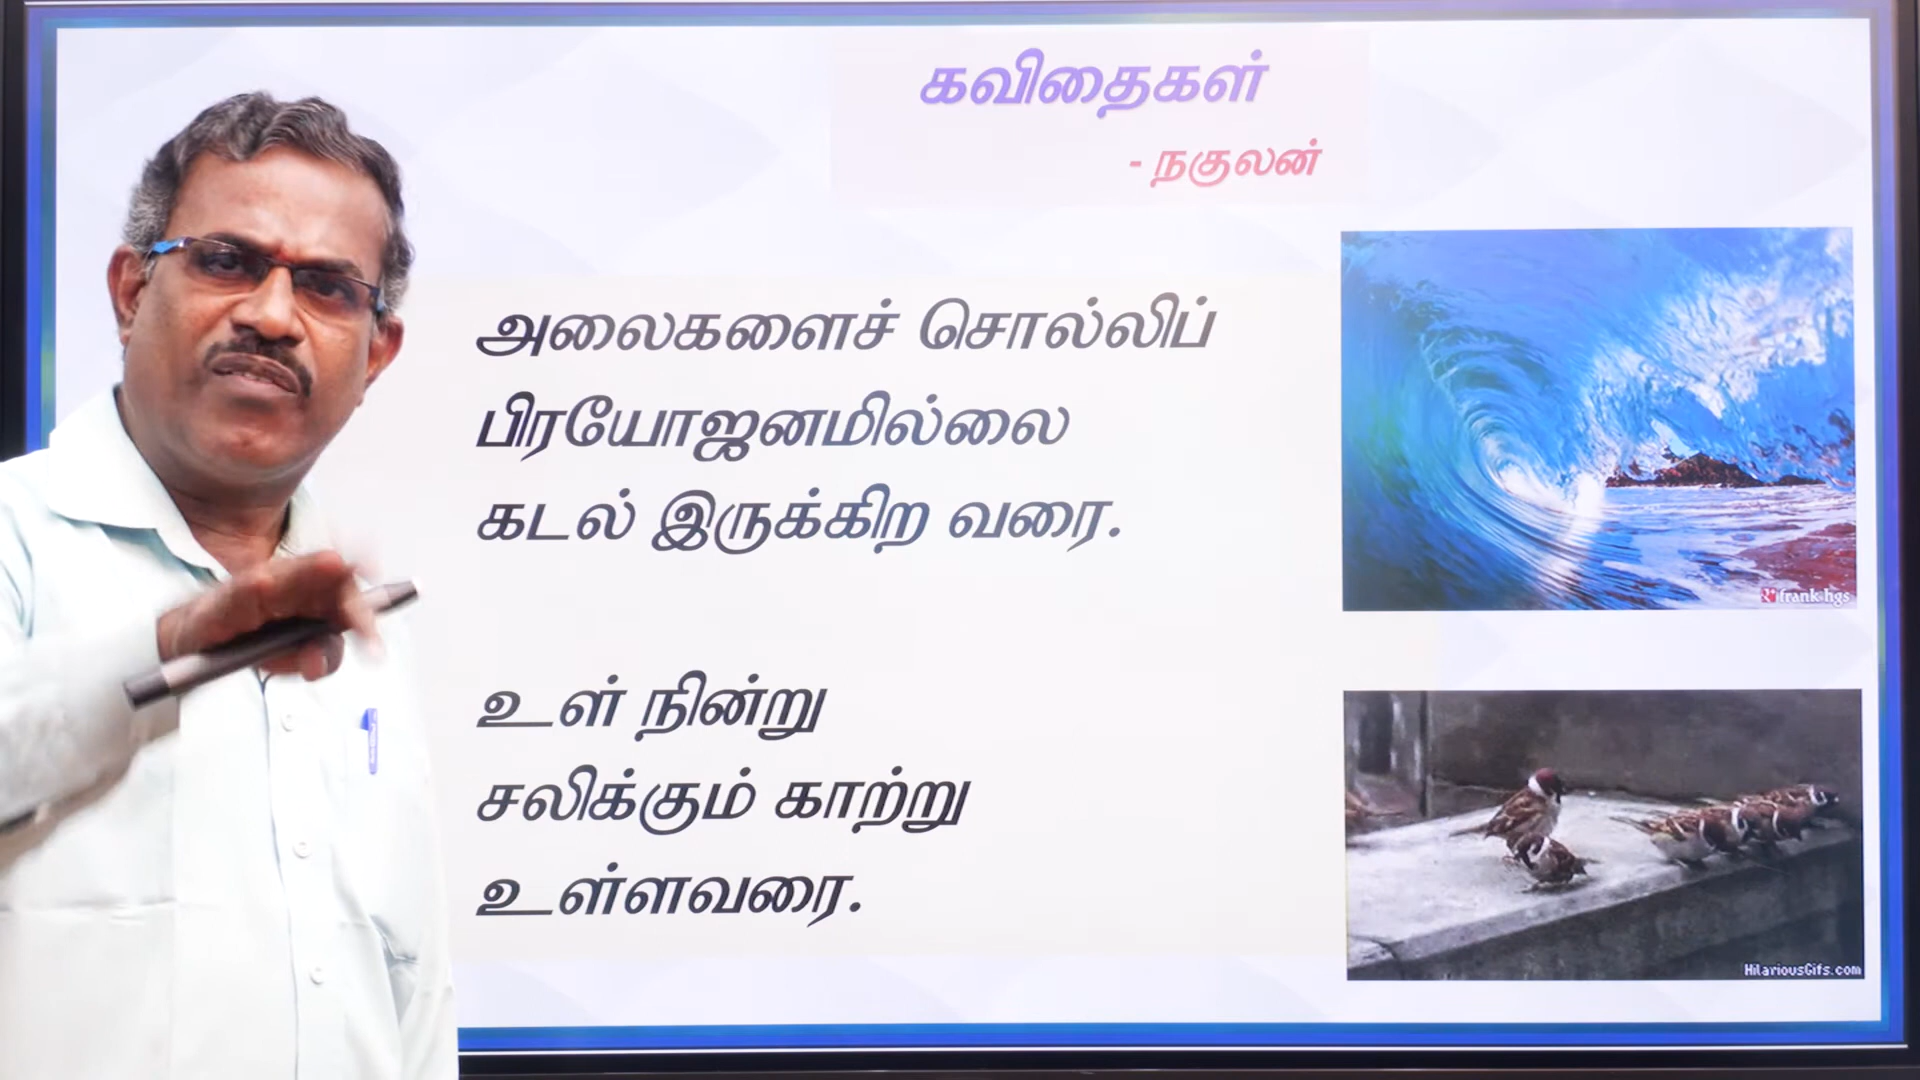 கவிதைகள்
- நகுலன்
அலைகளைச் சொல்லிப்
பிரயோஜனமில்லை
கடல் இருக்கிற வரை.
frank hgs
உள் நின்று
சலிக்கும் காற்று
உள்ளவரை.
HilariousGifs.com